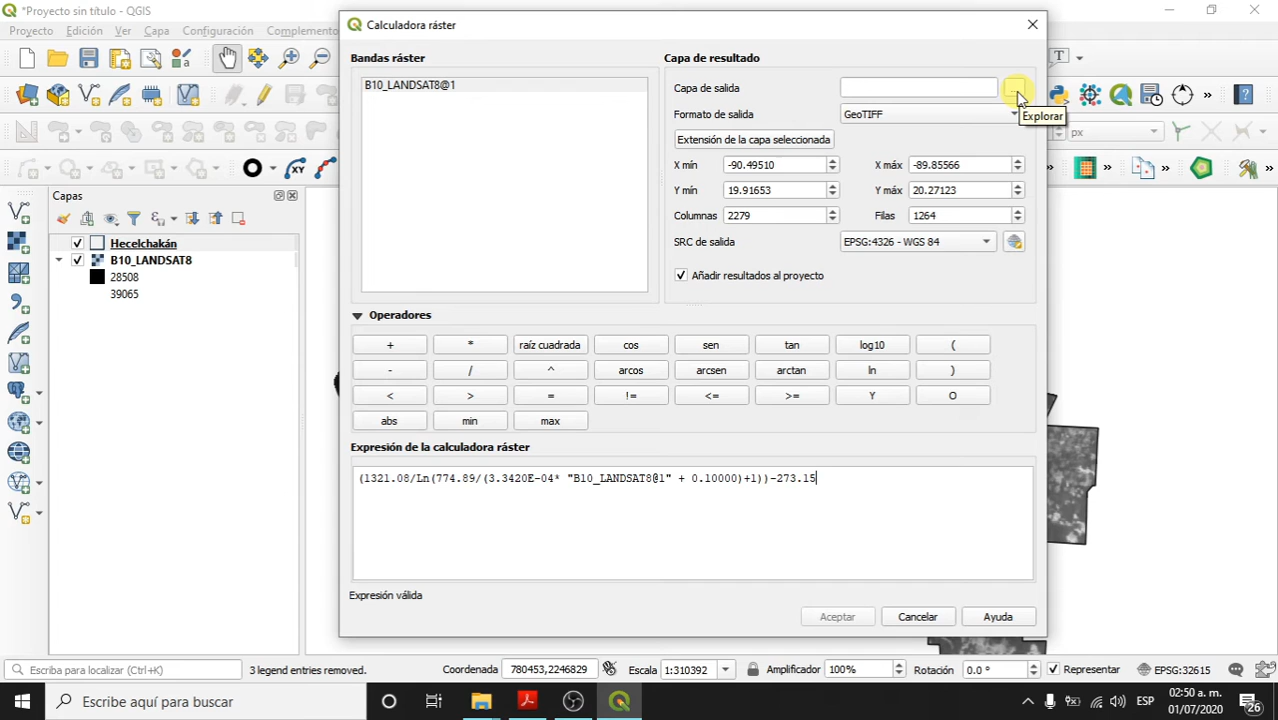 *Proyecto sin título - QGIS
Proyecto Edición Ver Capa Configuración Complemento
Calculadora ráster
Bandas ráster
B10_LANDSAT8@1
Capa de resultado
Capa de salida
...
Explorar
Formato de salida GeoTIFF
Extensión de la capa seleccionada
X mín -90.49510 X máx -89.85566
Y mín 19.91653 Y máx 20.27123
Columnas 2279 Filas 1264
SRC de salida EPSG:4326 - WGS 84
Añadir resultados al proyecto
Operadores
+ * raíz cuadrada cos sen tan log10 (
- / ^ arcos arcsen arctan ln )
< > = != <= >= Y O
abs min max
Expresión de la calculadora ráster
(1321.08/Ln(774.89/(3.3420E-04* "B10_LANDSAT8@1" + 0.10000)+1))-273.15
Expresión válida
Aceptar Cancelar Ayuda
px
Capas
Hecelchakán
B10_LANDSAT8
28508
39065
Escriba para localizar (Ctrl+K) 3 legend entries removed. Coordenada 780453,2246829 Escala 1:310392 Amplificador 100% Rotación 0.0 ° Representar EPSG:32615
Escribe aquí para buscar
ESP
02:50 a. m.
01/07/2020
26